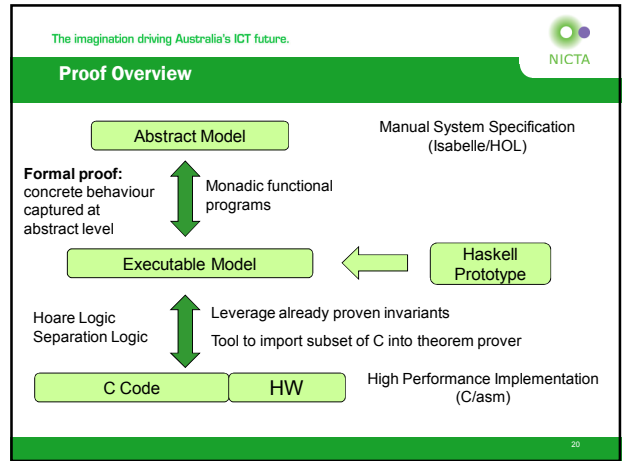 The imagination driving Australia's ICT future.
NICTA
Proof Overview
Abstract Model
Manual System Specification
(Isabelle/HOL)
Formal proof:
concrete behaviour
captured at
abstract level
Monadic functional
programs
Executable Model
Haskell
Prototype
Hoare Logic
Separation Logic
Leverage already proven invariants
Tool to import subset of C into theorem prover
C Code
HW
High Performance Implementation
(C/asm)
20